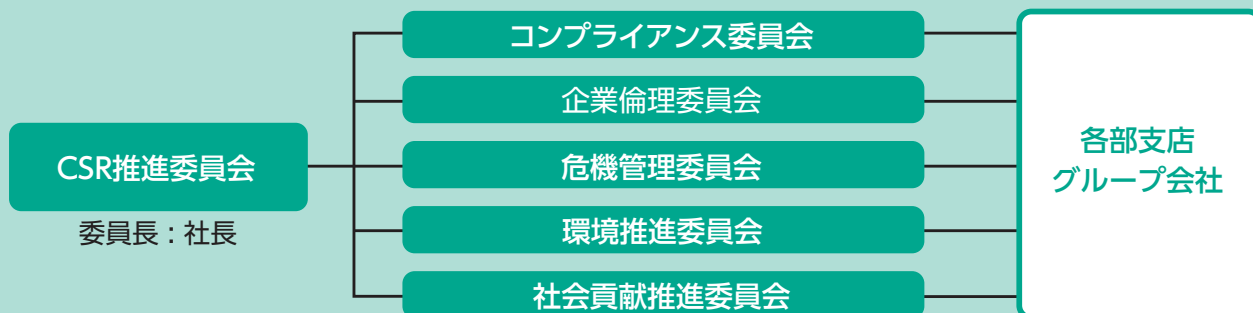 CSR推進委員会
委員長：社長
コンプライアンス委員会
企業倫理委員会
危機管理委員会
環境推進委員会
社会貢献推進委員会
各部支店
グループ会社